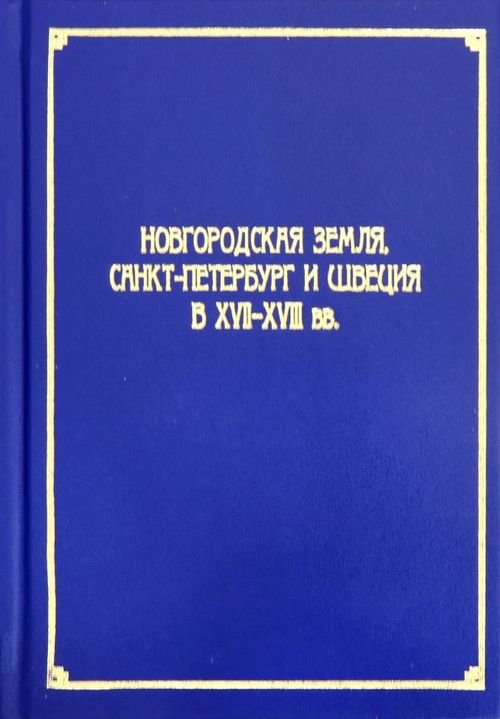 НОВГОРОДСКАЯ ЗЕМЛЯ,
САНКТ-ПЕТЕРБУРГ И ШВЕЦИЯ
В XVII-XVIII ВВ.